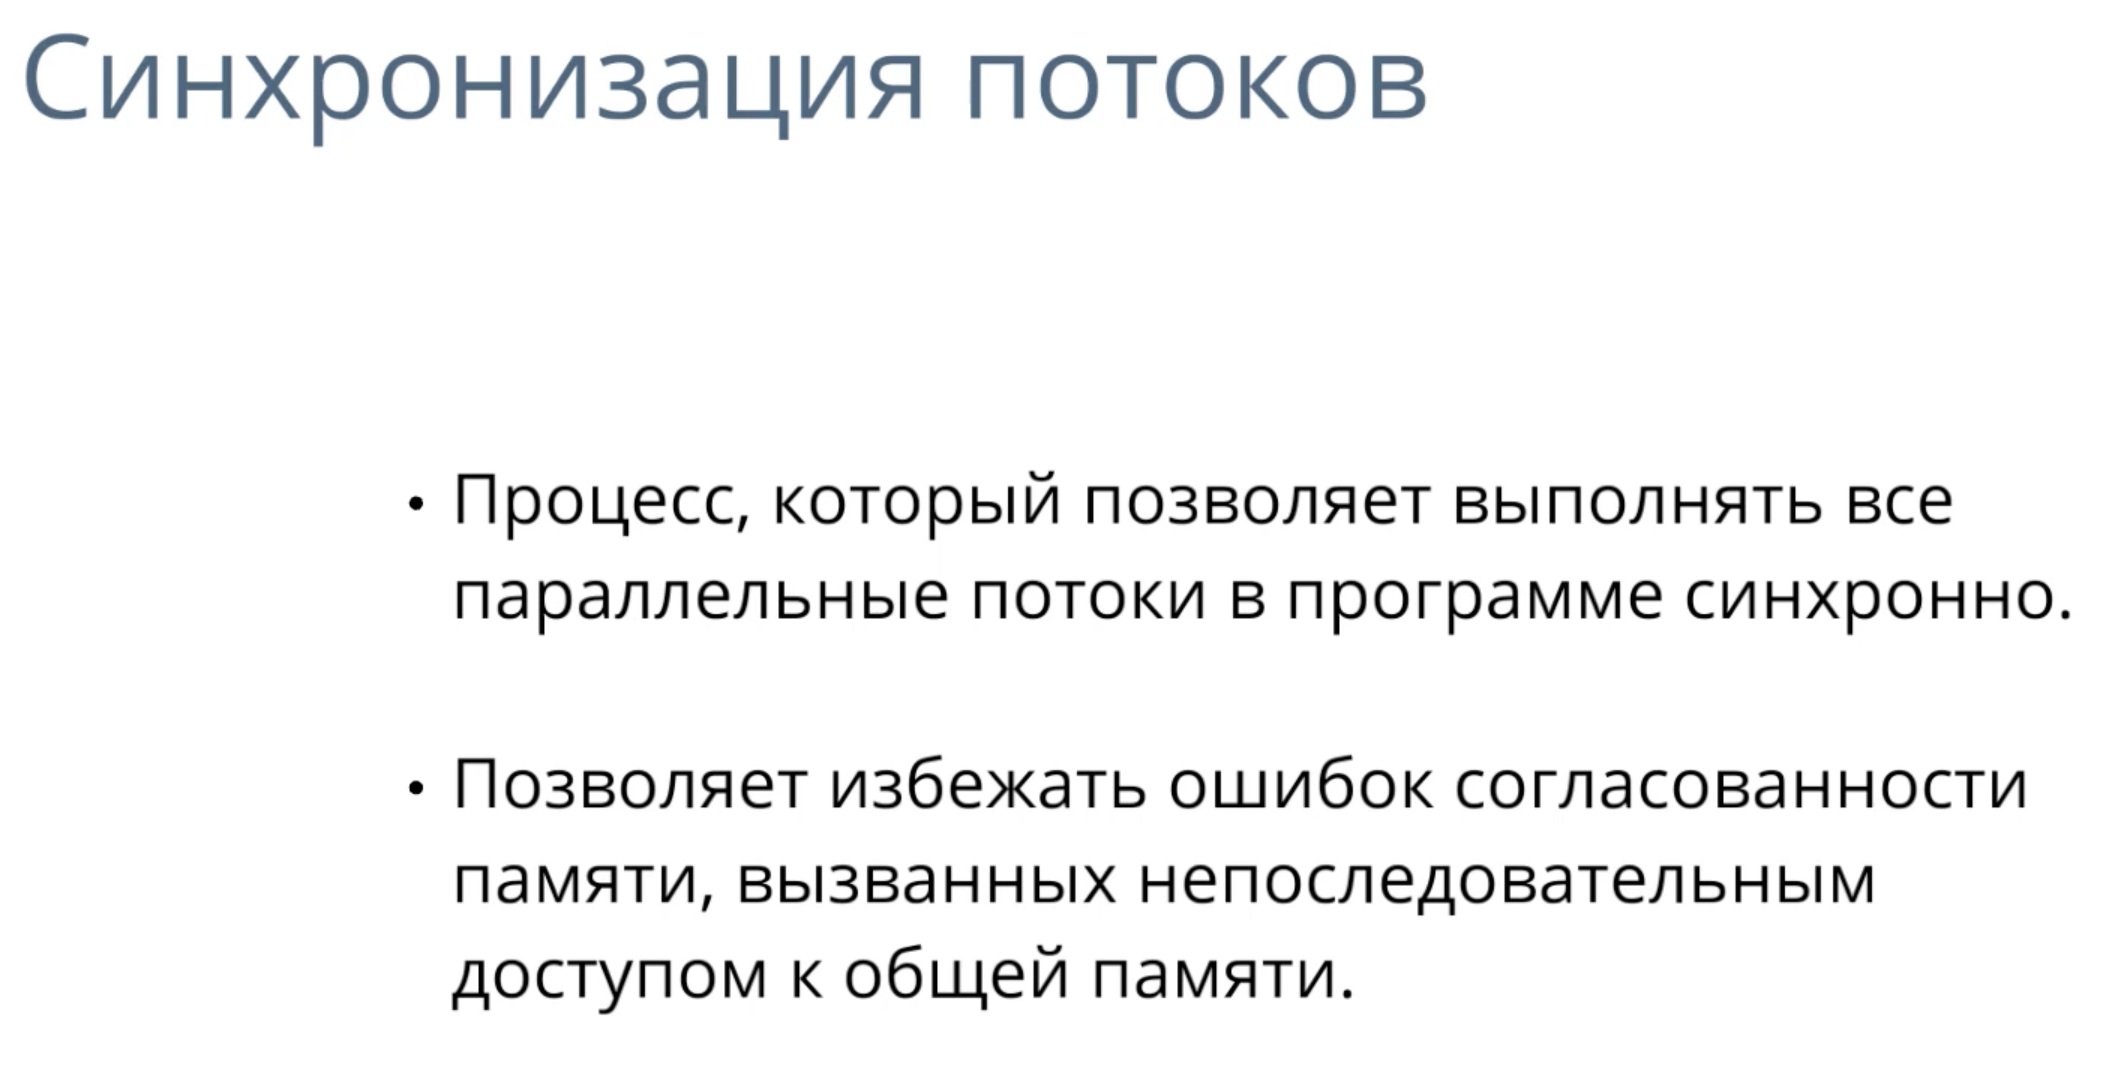 Синхронизация потоков
• Процесс, который позволяет выполнять все
параллельные потоки в программе синхронно.
• Позволяет избежать ошибок согласованности
памяти, вызванных непоследовательным
доступом к общей памяти.